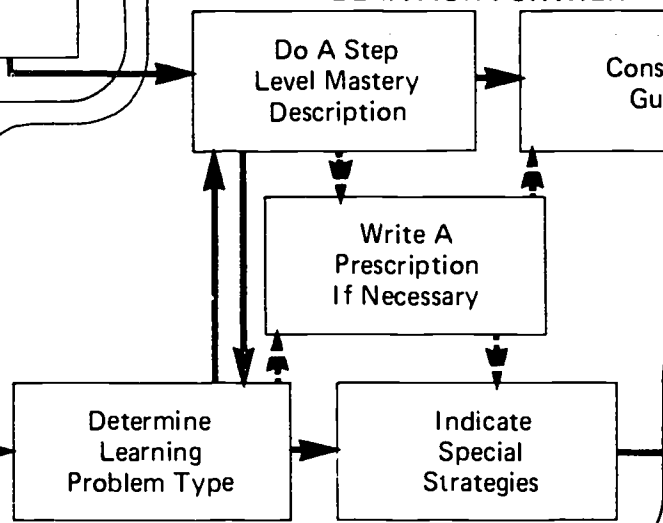 Do A Step
Level Mastery
Description
Write A
Prescription
If Necessary
Determine
Learning
Problem Type
Indicate
Special
Strategies